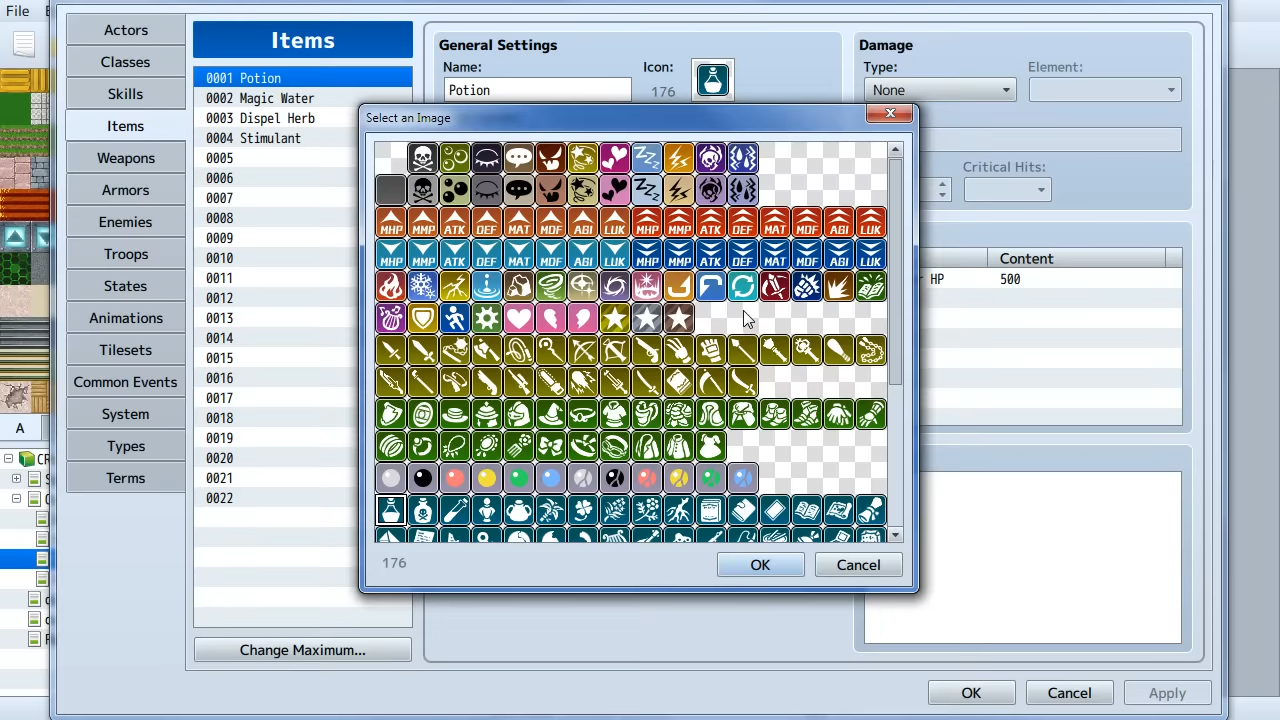 File
Actors
Classes
Skills
Items
Weapons
Armors
Enemies
Troops
States
Animations
Tilesets
Common Events
System
Types
Terms
A
Items
0001 Potion
0002 Magic Water
0003 Dispel Herb
0004 Stimulant
0005
0006
0007
0008
0009
0010
0011
0012
0013
0014
0015
0016
0017
0018
0019
0020
0021
0022
Change Maximum...
General Settings
Name:
Icon:
Potion
176
Damage
Type:
Element:
None
Critical Hits:
Content
HP
500
Select an Image
MHP MMP ATK DEF MAT MDF AGI LUK MHP MMP ATK DEF MAT MDF AGI LUK
MHP MMP ATK DEF MAT MDF AGI LUK MHP MMP ATK DEF MAT MDF AGI LUK
176
OK
Cancel
OK
Cancel
Apply